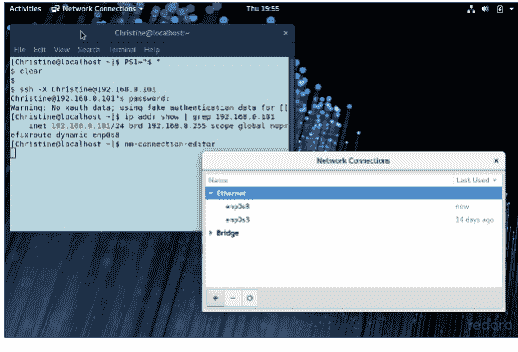 Activities Network Connections Thu 19:55
Christine@localhost:~
File Edit View Search Terminal Help
[Christine@localhost ~]$ PS1="$ "
$ clear
$
$ ssh -X Christine@192.168.0.101
Christine@192.168.0.101's password:
Warning: No xauth data; using fake authentication data for
[Christine@localhost ~]$ ip addr show | grep 192.168.0.101
inet 192.168.0.101/24 brd 192.168.0.255 scope global nopr
efixroute dynamic enp0s8
[Christine@localhost ~]$ nm-connection-editor
Network Connections
Name Last Used
Ethernet
enp0s8 now
enp0s3 14 days ago
Bridge
fedora